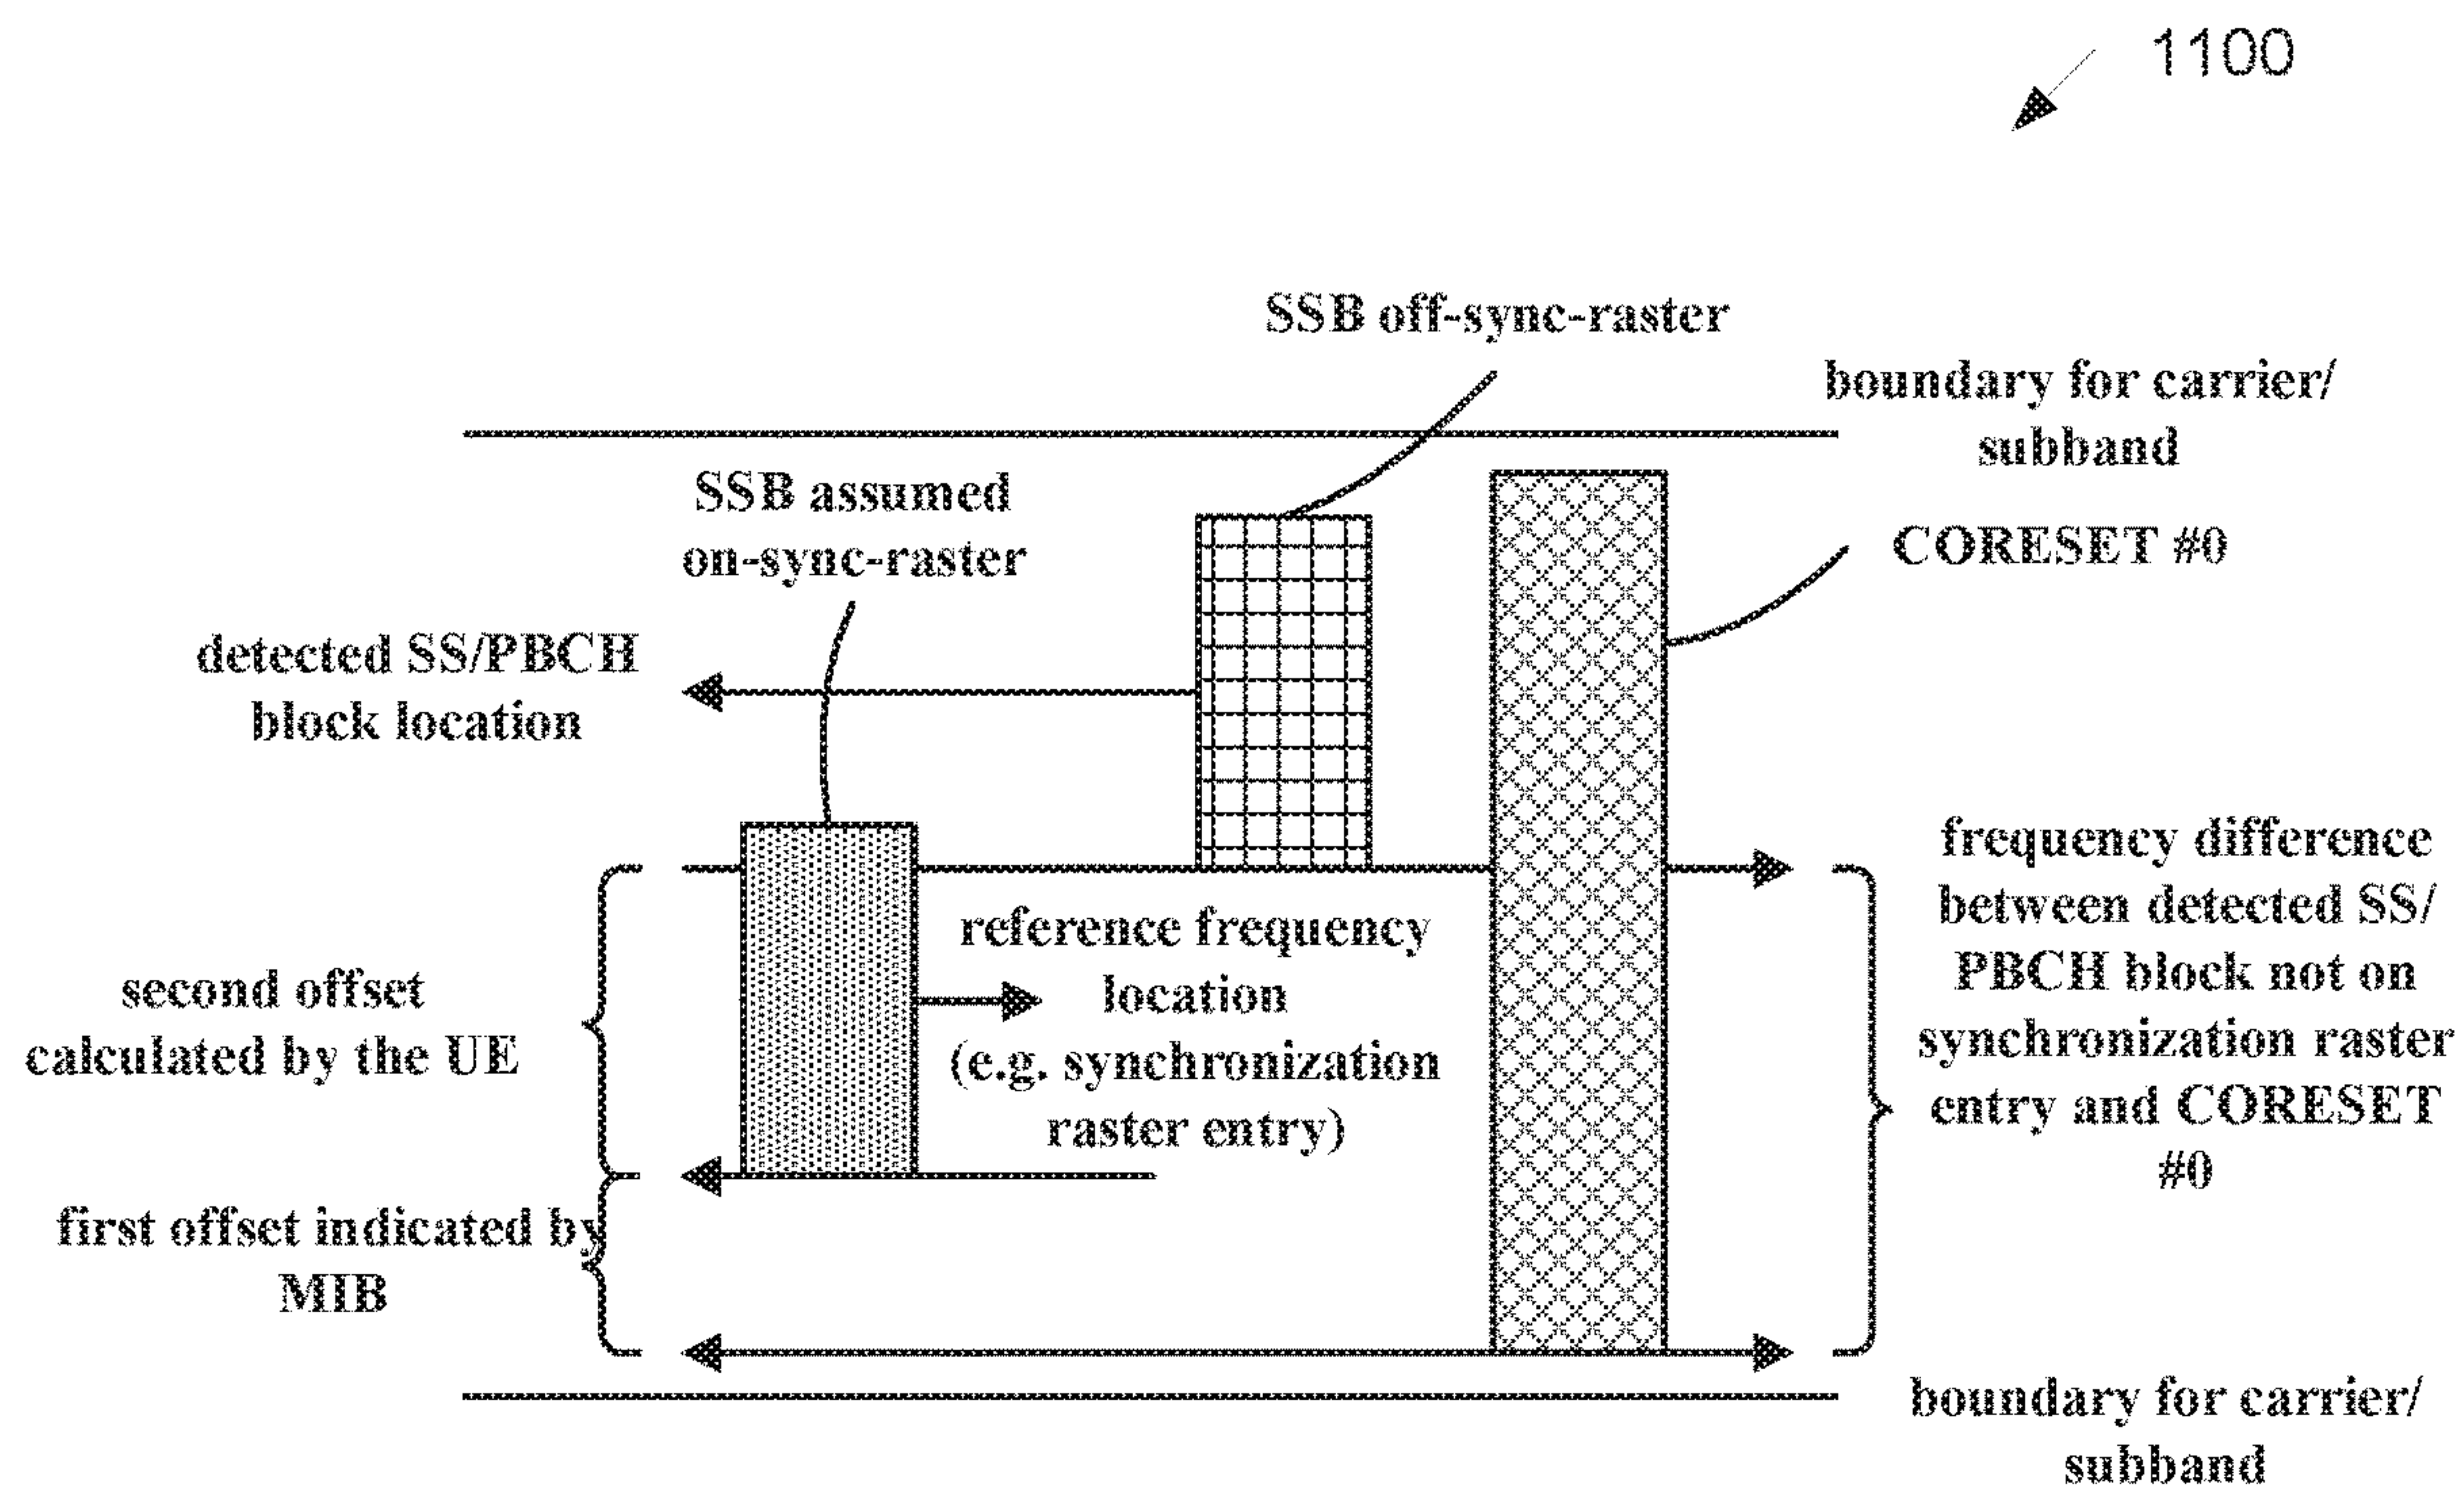 1100
SSB off-sync-raster
boundary for carrier/
subband
SSB assumed
on-sync-raster
CORESET #0
detected SS/PBCH
block location
frequency difference
between detected SS/
PBCH block not on
synchronization raster
entry and CORESET
#0
reference frequency
location
(e.g. synchronization
raster entry)
second offset
calculated by the UE
first offset indicated by
MIB
boundary for carrier/
subband